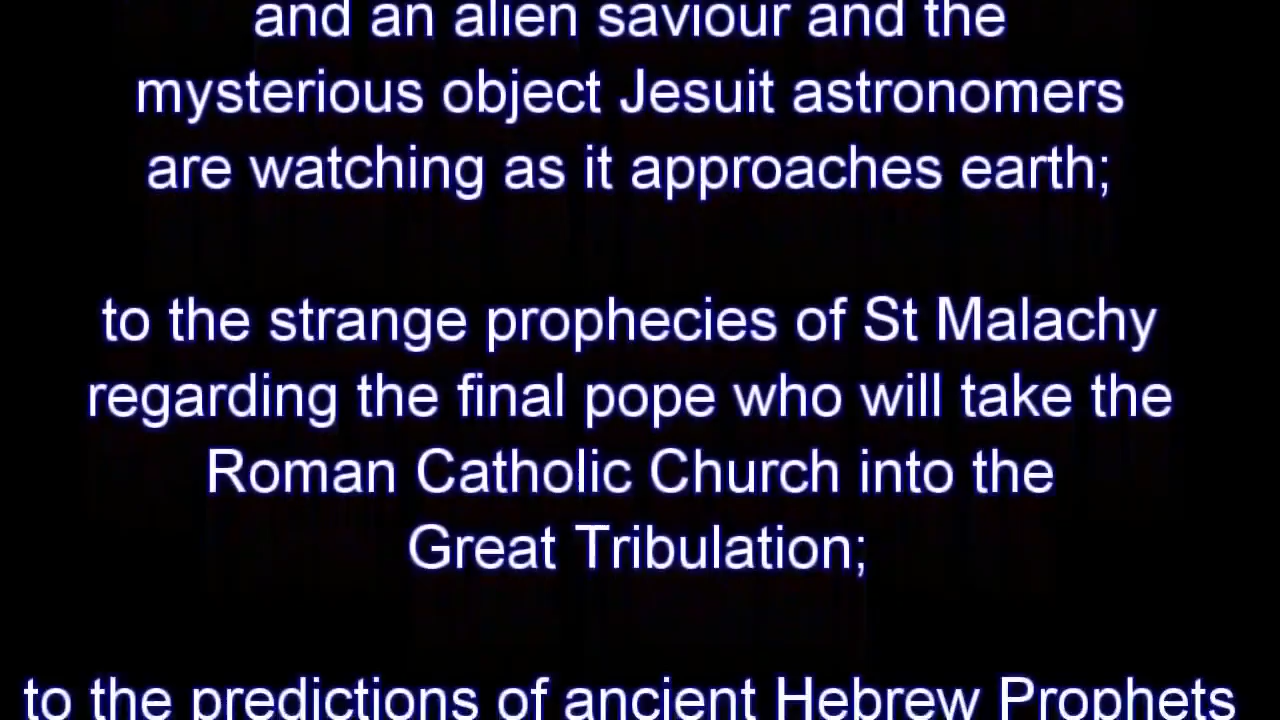 and an alien saviour and the
mysterious object Jesuit astronomers
are watching as it approaches earth;
to the strange prophecies of St Malachy
regarding the final pope who will take the
Roman Catholic Church into the
Great Tribulation;
to the predictions of ancient Hebrew Prophets